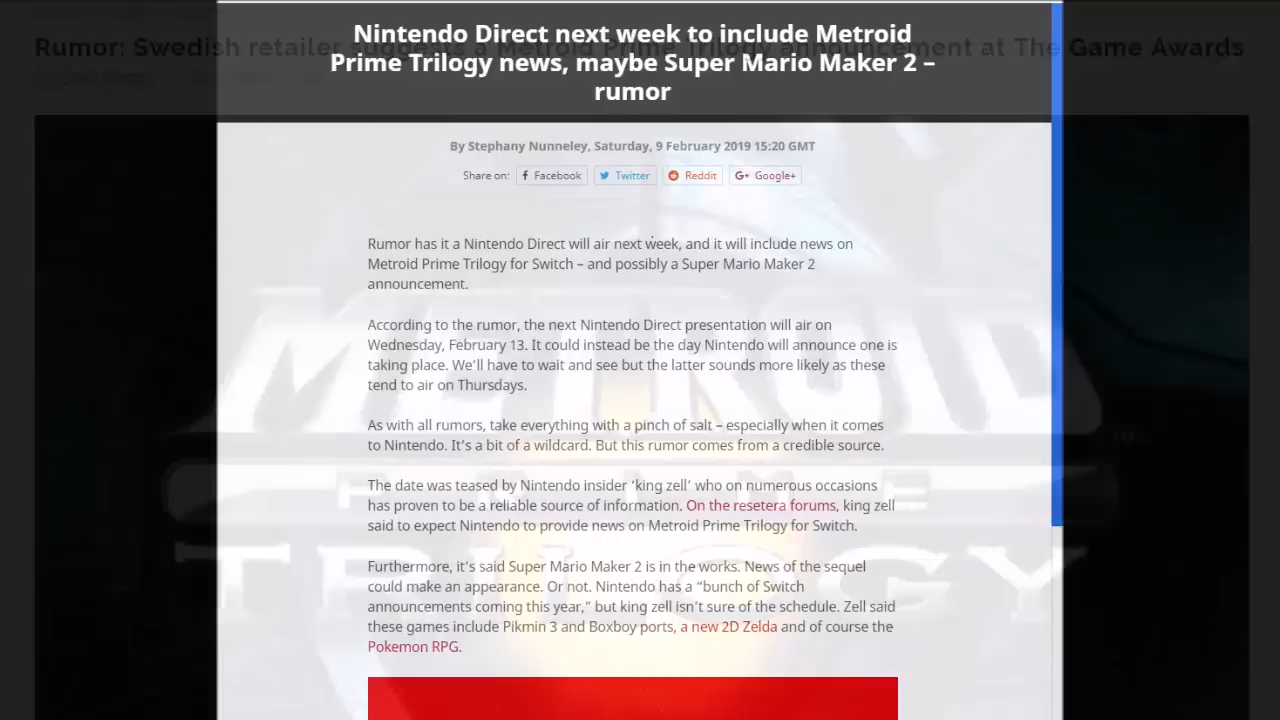 Rumor: Swedish retailer suggests a Metroid Prime Trilogy announcement at The Game Awards
Nintendo Direct next week to include Metroid
Prime Trilogy news, maybe Super Mario Maker 2 –
rumor
By Stephany Nunneley, Saturday, 9 February 2019 15:20 GMT
Share on: Facebook Twitter Reddit G+ Google+
Rumor has it a Nintendo Direct will air next week, and it will include news on
Metroid Prime Trilogy for Switch – and possibly a Super Mario Maker 2
announcement.
According to the rumor, the next Nintendo Direct presentation will air on
Wednesday, February 13. It could instead be the day Nintendo will announce one is
taking place. We’ll have to wait and see but the latter sounds more likely as these
tend to air on Thursdays.
As with all rumors, take everything with a pinch of salt – especially when it comes
to Nintendo. It’s a bit of a wildcard. But this rumor comes from a credible source.
The date was teased by Nintendo insider ‘king zell’ who on numerous occasions
has proven to be a reliable source of information. On the resetera forums, king zell
said to expect Nintendo to provide news on Metroid Prime Trilogy for Switch.
Furthermore, it’s said Super Mario Maker 2 is in the works. News of the sequel
could make an appearance. Or not. Nintendo has a “bunch of Switch
announcements coming this year,” but king zell isn’t sure of the schedule. Zell said
these games include Pikmin 3 and Boxboy ports, a new 2D Zelda and of course the
Pokemon RPG.
METROID
PRIME
TRILOGY